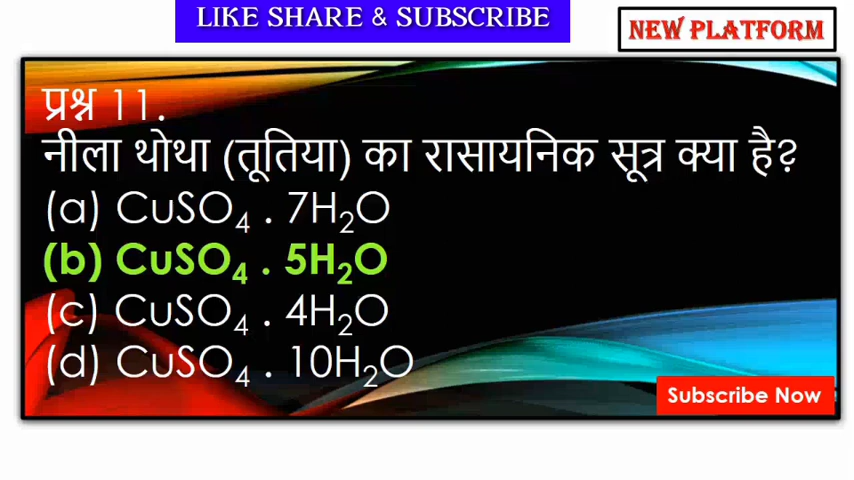 LIKE SHARE & SUBSCRIBE
NEW PLATFORM
प्रश्न 11.
नीला थोथा (तूतिया) का रासायनिक सूत्र क्या है?
(a) CuSO₄ . 7H₂O
(b) CuSO₄ . 5H₂O
(c) CuSO₄ . 4H₂O
(d) CuSO₄ . 10H₂O
Subscribe Now